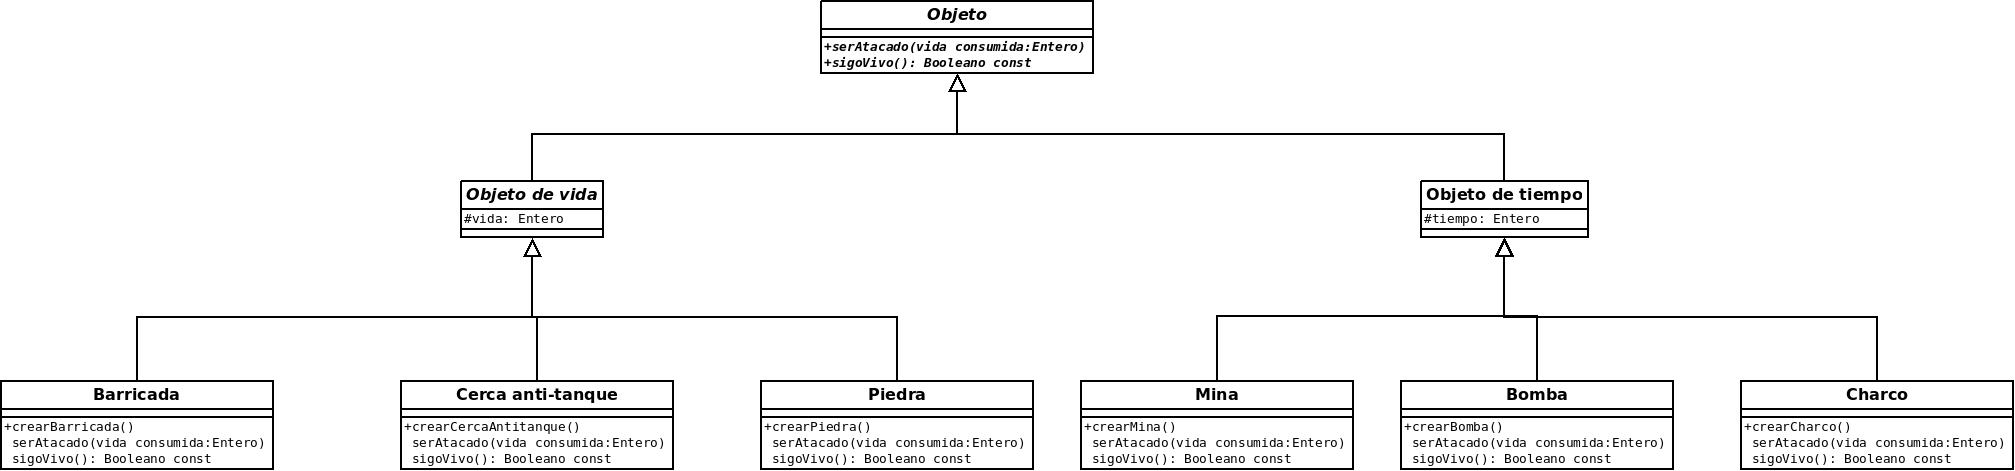 Objeto
+serAtacado(vida consumida:Entero)
+sigoVivo(): Booleano const
Objeto de vida
#vida: Entero
Objeto de tiempo
#tiempo: Entero
Barricada
+crearBarricada()
serAtacado(vida consumida:Entero)
sigoVivo(): Booleano const
Cerca anti-tanque
+crearCercaAntitanque()
serAtacado(vida consumida:Entero)
sigoVivo(): Booleano const
Piedra
+crearPiedra()
serAtacado(vida consumida:Entero)
sigoVivo(): Booleano const
Mina
+crearMina()
serAtacado(vida consumida:Entero)
sigoVivo(): Booleano const
Bomba
+crearBomba()
serAtacado(vida consumida:Entero)
sigoVivo(): Booleano const
Charco
+crearCharco()
serAtacado(vida consumida:Entero)
sigoVivo(): Booleano const